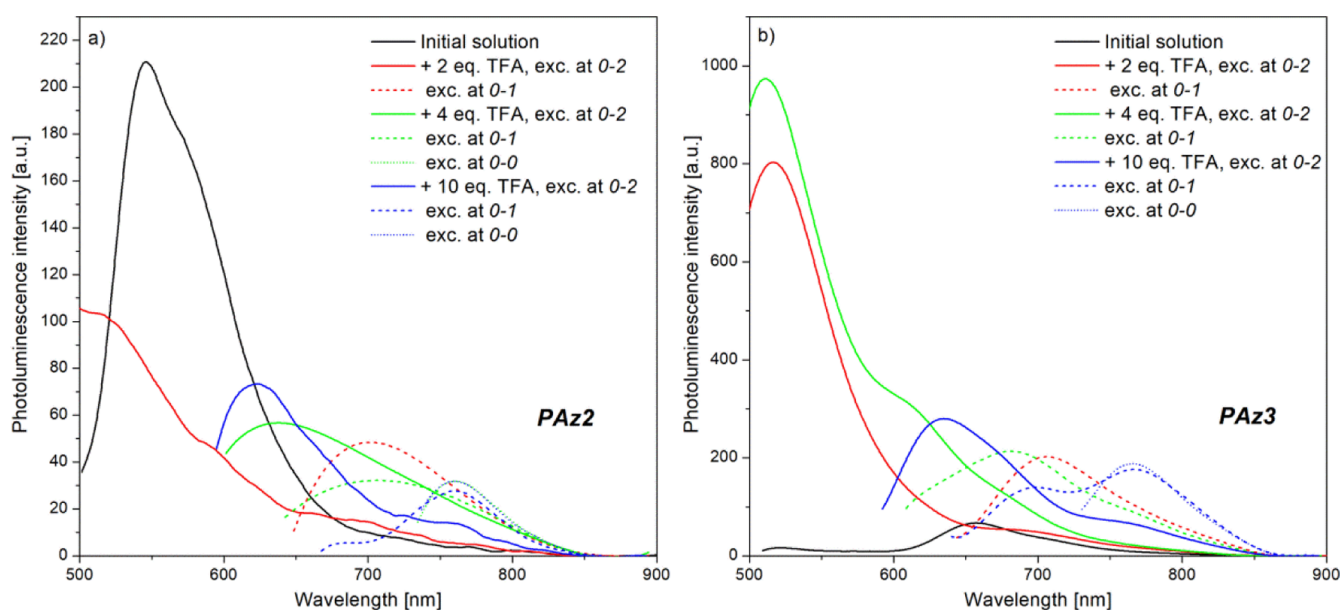 a)
Initial solution
+ 2 eq. TFA, exc. at 0-2
exc. at 0-1
+ 4 eq. TFA, exc. at 0-2
exc. at 0-1
exc. at 0-0
+ 10 eq. TFA, exc. at 0-2
exc. at 0-1
exc. at 0-0
PAz2
Photoluminescence intensity [a.u.]
220
200
180
160
140
120
100
80
60
40
20
0
500 600 700 800 900
Wavelength [nm]
b)
Initial solution
+ 2 eq. TFA, exc. at 0-2
exc. at 0-1
+ 4 eq. TFA, exc. at 0-2
exc. at 0-1
+ 10 eq. TFA, exc. at 0-2
exc. at 0-1
exc. at 0-0
PAz3
Photoluminescence intensity [a.u.]
1000
800
600
400
200
0
500 600 700 800 900
Wavelength [nm]